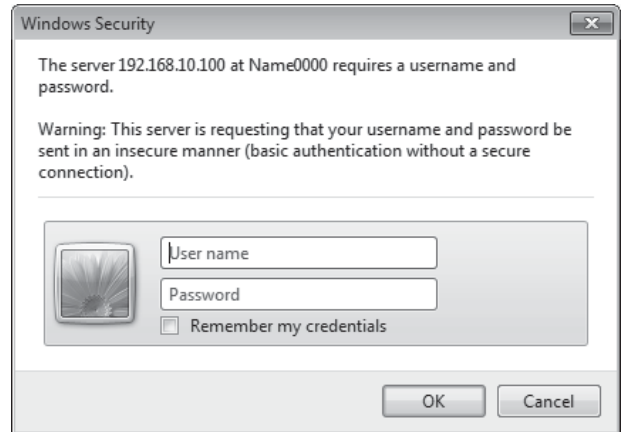 Windows Security
The server 192.168.10.100 at Name0000 requires a username and
password.
Warning: This server is requesting that your username and password be
sent in an insecure manner (basic authentication without a secure
connection).
User name
Password
Remember my credentials
OK
Cancel